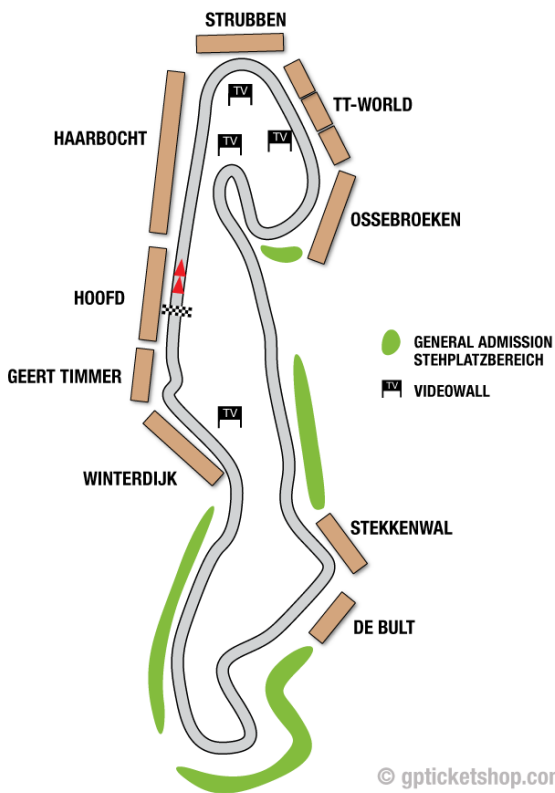 STRUBBEN
TV
TT-WORLD
HAARBOCHT
TV
TV
OSSEBROEKEN
HOOFD
GENERAL ADMISSION
STEHPLATZBEREICH
GEERT TIMMER
TV
VIDEOWALL
TV
WINTERDIJK
STEKKENWAL
DE BULT
© gpticketshop.com